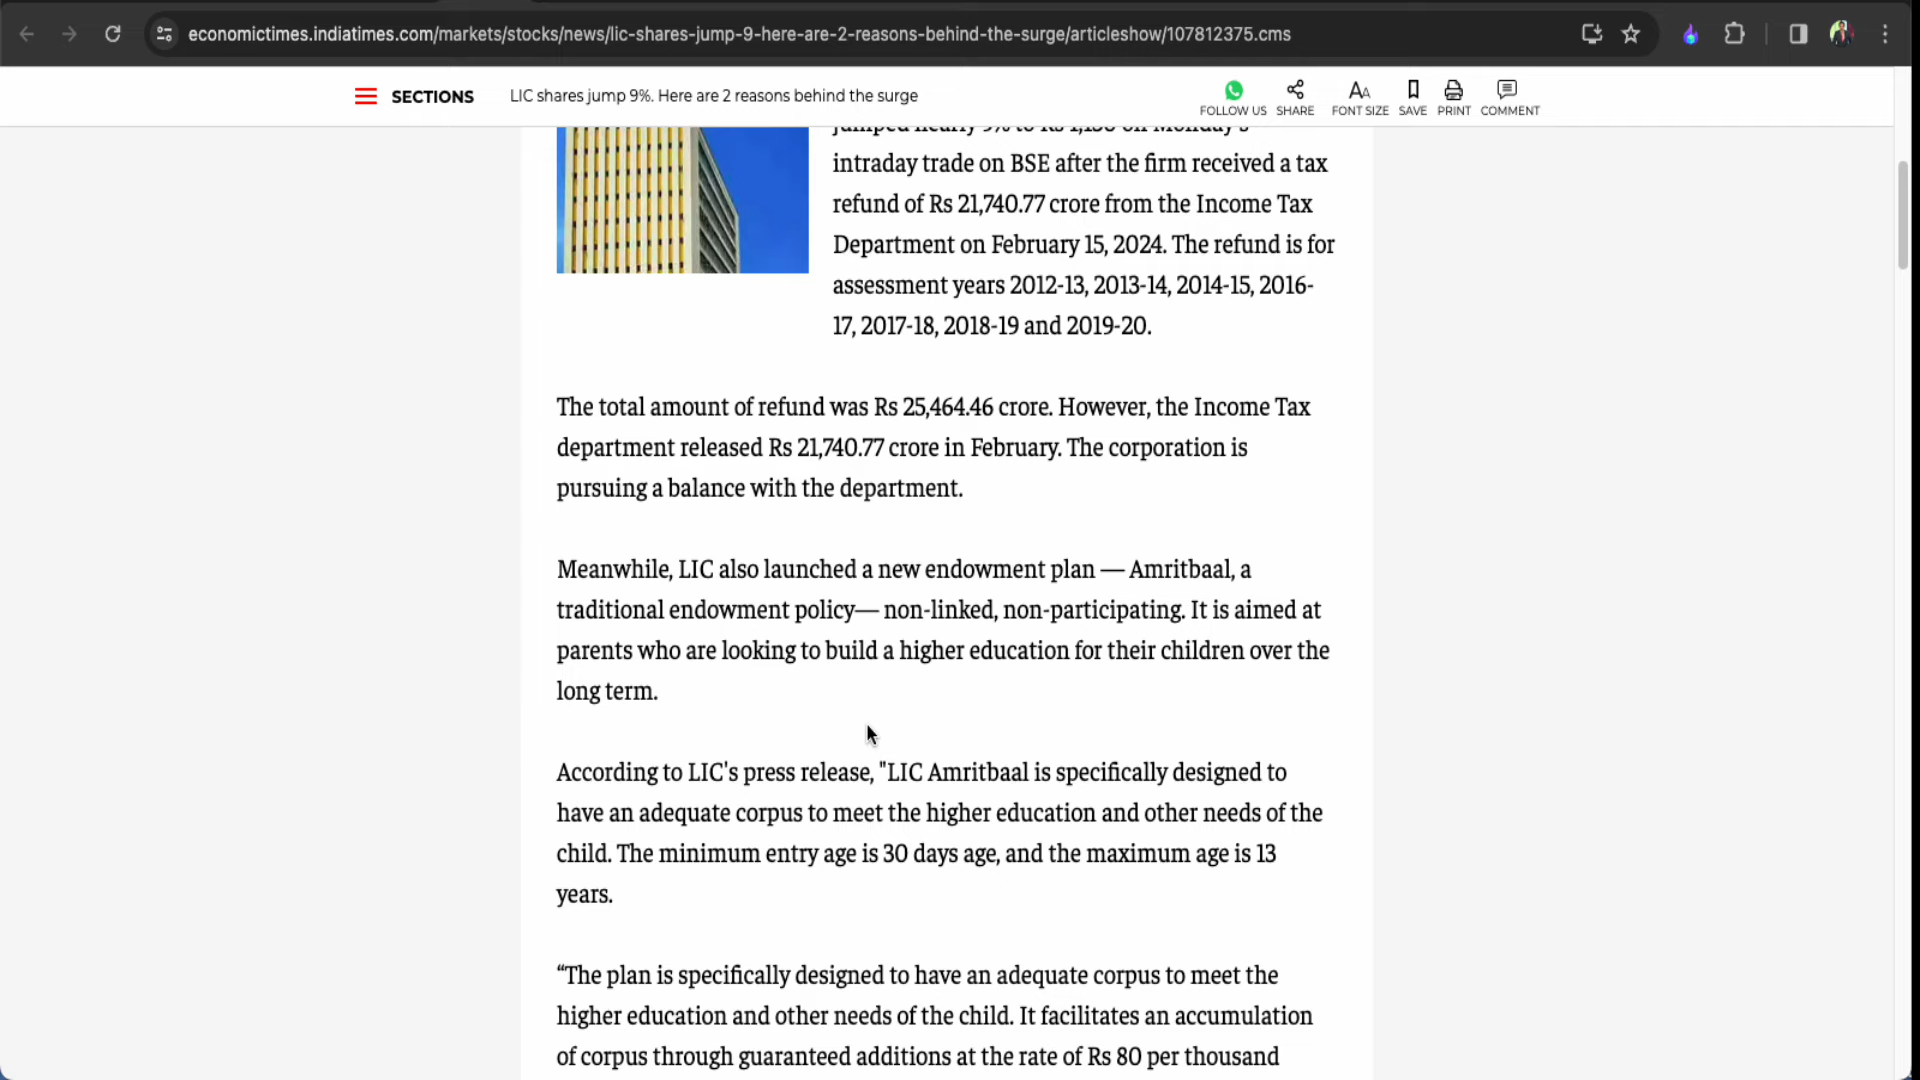 economictimes.indiatimes.com/markets/stocks/news/lic-shares-jump-9-here-are-2-reasons-behind-the-surge/articleshow/107812375.cms
SECTIONS
LIC shares jump 9%. Here are 2 reasons behind the surge
FOLLOW US
SHARE
FONT SIZE
SAVE
PRINT
COMMENT
jumped nearly 9% to Rs on Monday's
intraday trade on BSE after the firm received a tax
refund of Rs 21,740.77 crore from the Income Tax
Department on February 15, 2024. The refund is for
assessment years 2012-13, 2013-14, 2014-15, 2016-
17, 2017-18, 2018-19 and 2019-20.
The total amount of refund was Rs 25,464.46 crore. However, the Income Tax
department released Rs 21,740.77 crore in February. The corporation is
pursuing a balance with the department.
Meanwhile, LIC also launched a new endowment plan — Amritbaal, a
traditional endowment policy— non-linked, non-participating. It is aimed at
parents who are looking to build a higher education for their children over the
long term.
According to LIC's press release, "LIC Amritbaal is specifically designed to
have an adequate corpus to meet the higher education and other needs of the
child. The minimum entry age is 30 days age, and the maximum age is 13
years.
“The plan is specifically designed to have an adequate corpus to meet the
higher education and other needs of the child. It facilitates an accumulation
of corpus through guaranteed additions at the rate of Rs 80 per thousand